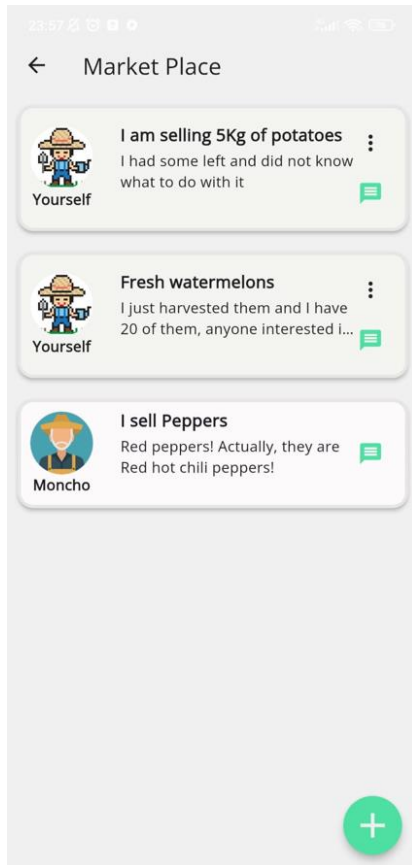 23:57
Market Place
I am selling 5Kg of potatoes
I had some left and did not know
what to do with it
Yourself
Fresh watermelons
I just harvested them and I have
20 of them, anyone interested i...
Yourself
I sell Peppers
Red peppers! Actually, they are
Red hot chili peppers!
Moncho